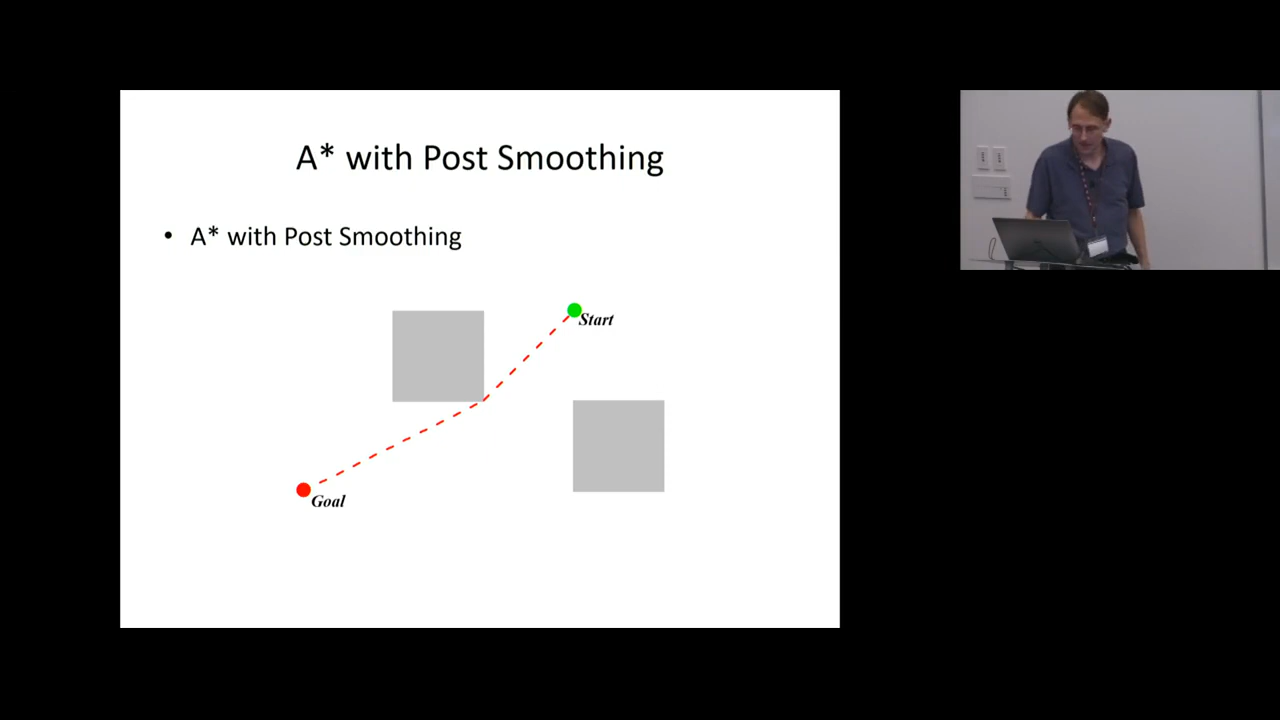 A* with Post Smoothing
• A* with Post Smoothing
Start
Goal